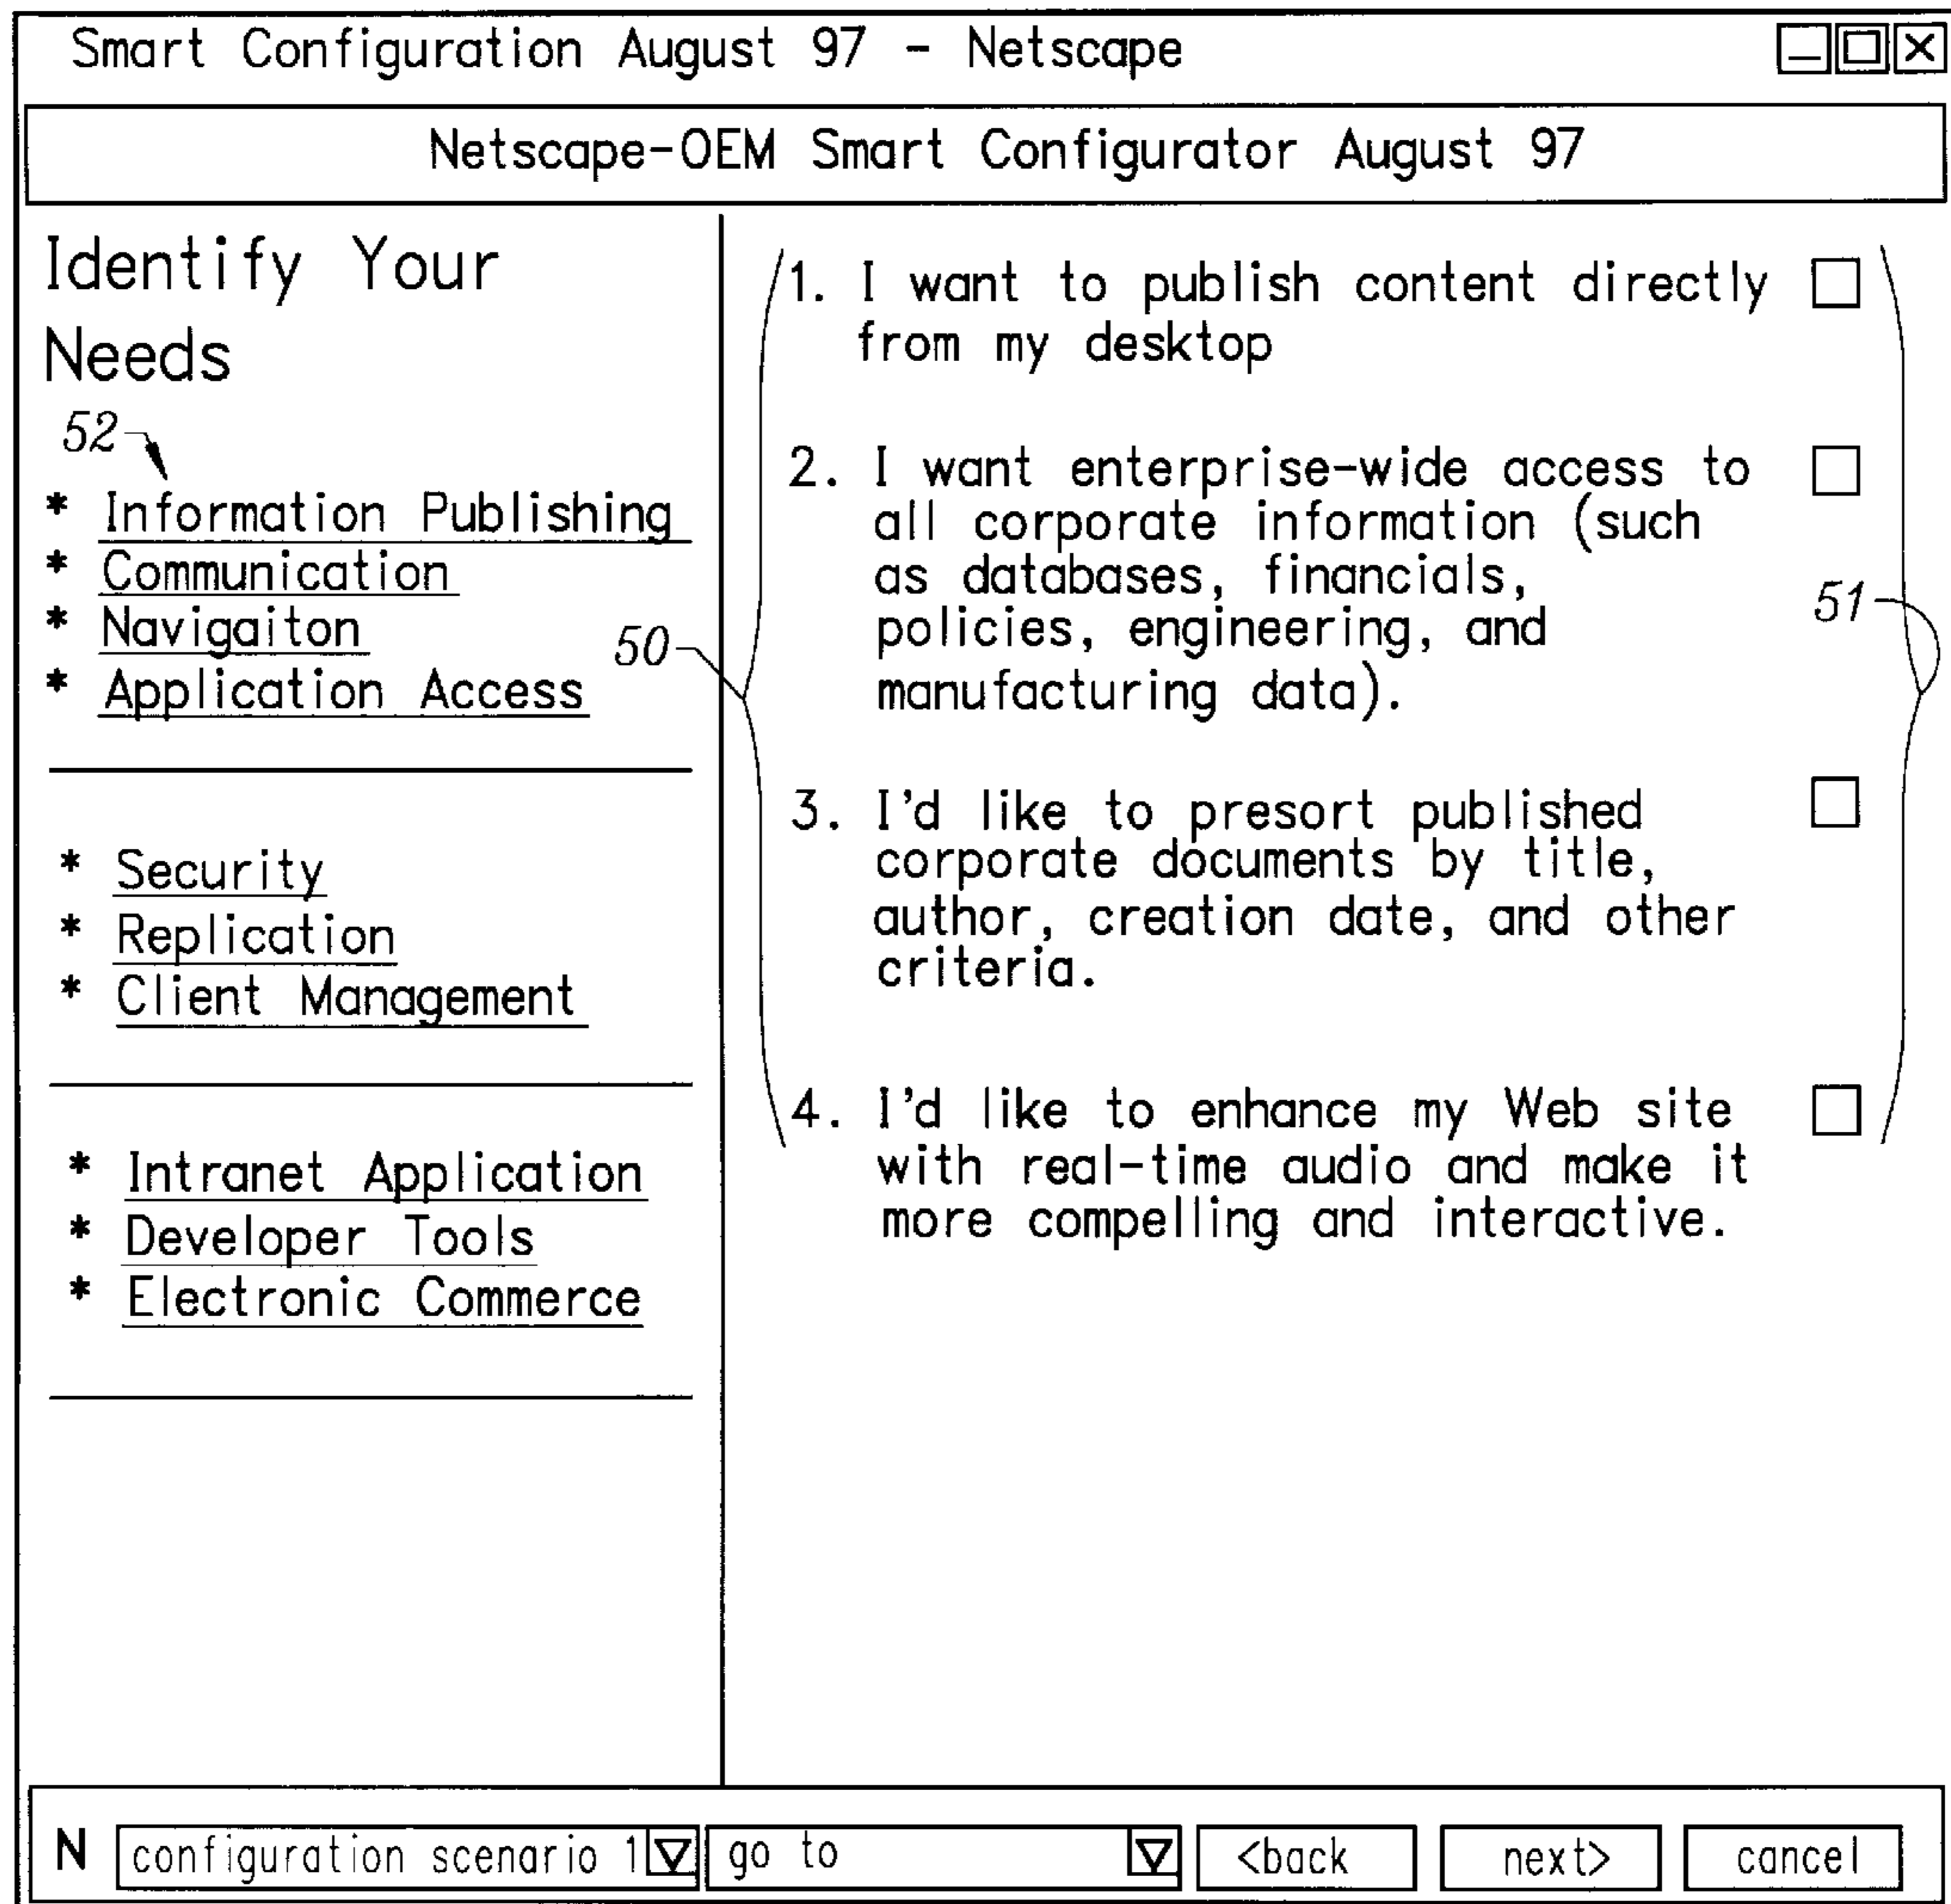 Smart Configuration August 97 - Netscape
Netscape-OEM Smart Configurator August 97
Identify Your
Needs
52
* Information Publishing
* Communication
* Navigaiton
* Application Access
* Security
* Replication
* Client Management
* Intranet Application
* Developer Tools
* Electronic Commerce
50
1. I want to publish content directly
from my desktop
2. I want enterprise-wide access to
all corporate information (such
as databases, financials,
policies, engineering, and
manufacturing data).
3. I'd like to presort published
corporate documents by title,
author, creation date, and other
criteria.
4. I'd like to enhance my Web site
with real-time audio and make it
more compelling and interactive.
51
N configuration scenario 1 go to <back next> cancel